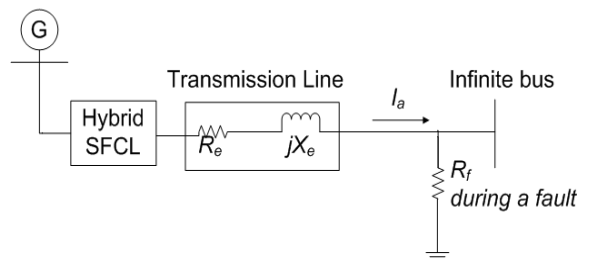 G
Transmission Line
Infinite bus
Hybrid
SFCL
Re
jXe
Ia
Rf
during a fault